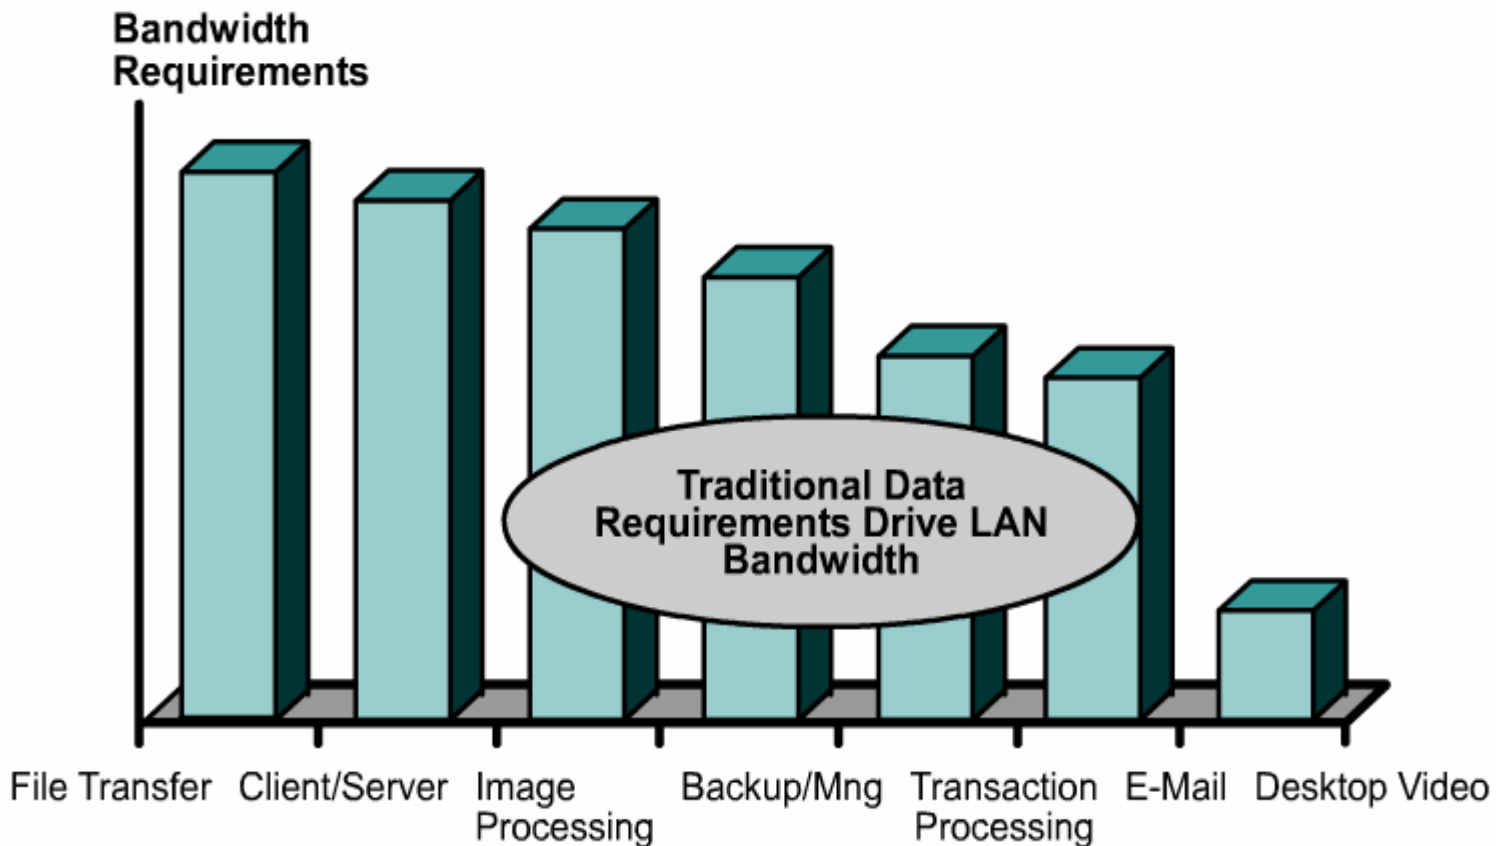 Bandwidth
Requirements
Traditional Data
Requirements Drive LAN
Bandwidth
File Transfer
Client/Server
Image
Processing
Backup/Mng
Transaction
Processing
E-Mail
Desktop Video